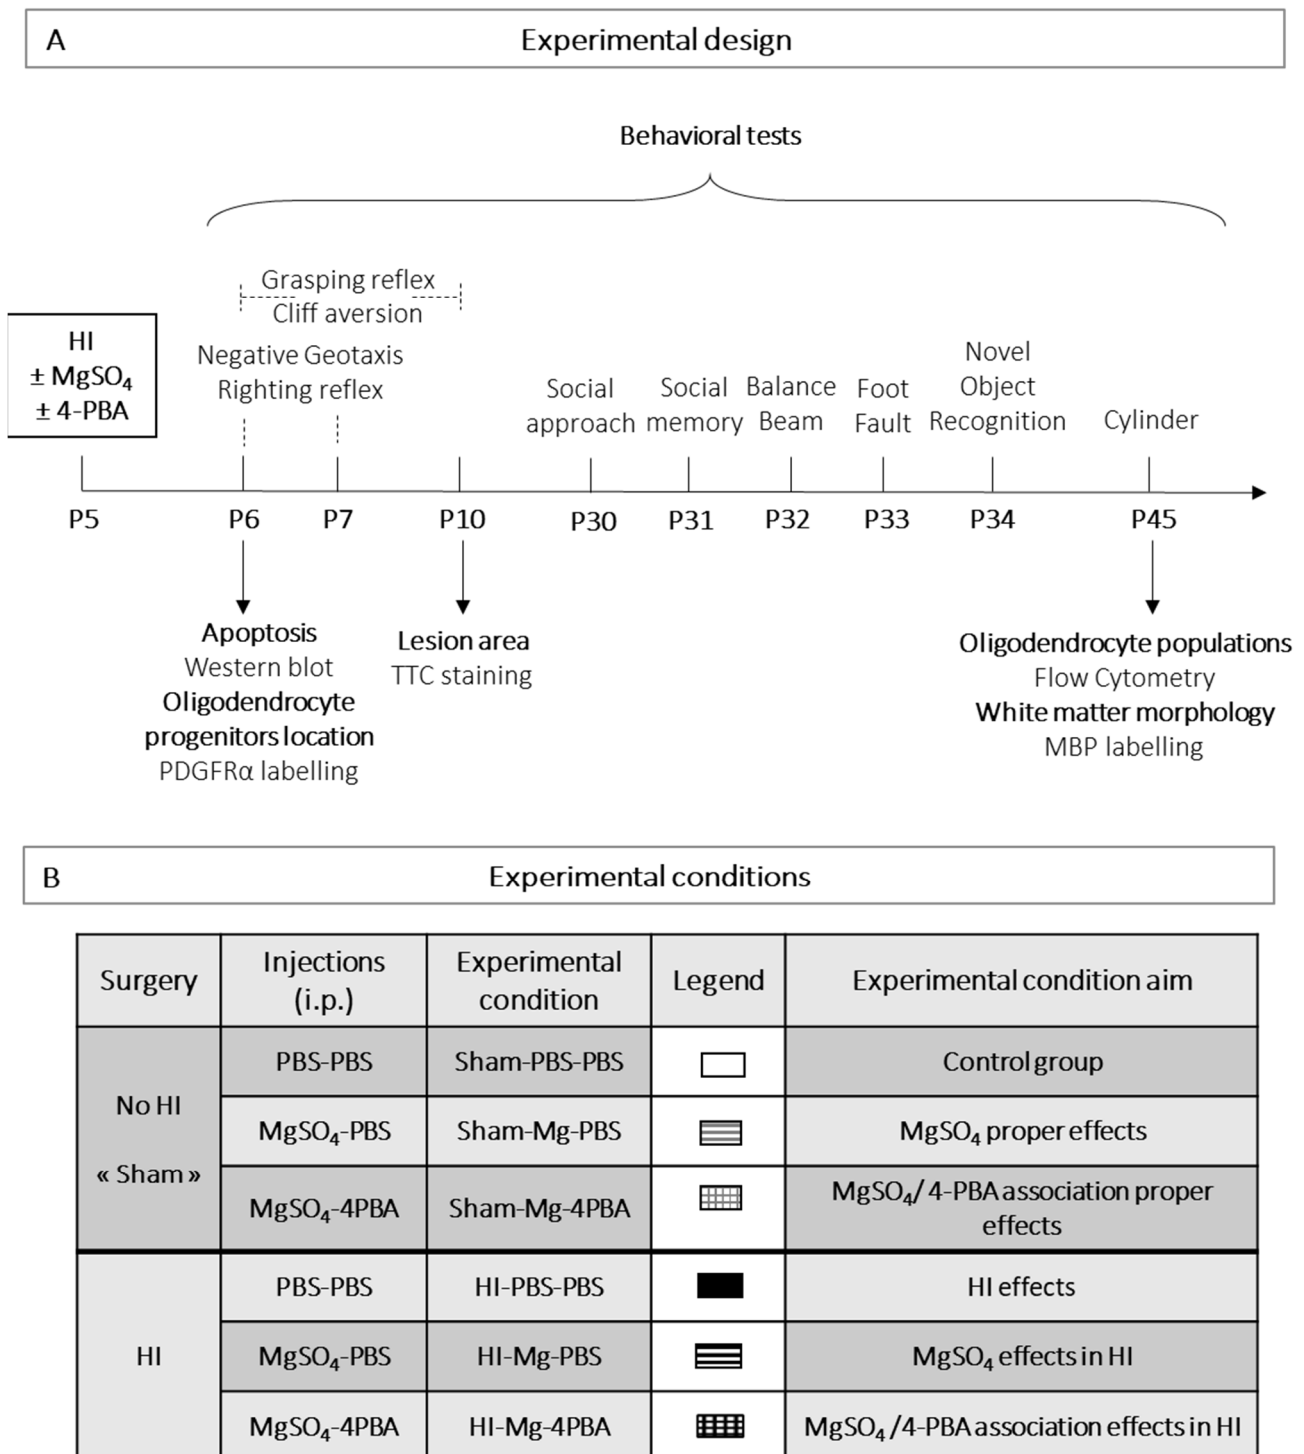 A
Experimental design
Behavioral tests
Grasping reflex
Cliff aversion
HI
± MgSO₄
± 4-PBA
Negative Geotaxis
Righting reflex
Social
approach
Social
memory
Balance
Beam
Foot
Fault
Novel
Object
Recognition
Cylinder
P5
P6
P7
P10
P30
P31
P32
P33
P34
P45
Apoptosis
Western blot
Oligodendrocyte
progenitors location
PDGFRα labelling
Lesion area
TTC staining
Oligodendrocyte populations
Flow Cytometry
White matter morphology
MBP labelling
B
Experimental conditions
Surgery
Injections
(i.p.)
Experimental
condition
Legend
Experimental condition aim
No HI
« Sham »
PBS-PBS
Sham-PBS-PBS
Control group
MgSO₄-PBS
Sham-Mg-PBS
MgSO₄ proper effects
MgSO₄-4PBA
Sham-Mg-4PBA
MgSO₄/ 4-PBA association proper
effects
HI
PBS-PBS
HI-PBS-PBS
HI effects
MgSO₄-PBS
HI-Mg-PBS
MgSO₄ effects in HI
MgSO₄-4PBA
HI-Mg-4PBA
MgSO₄ /4-PBA association effects in HI